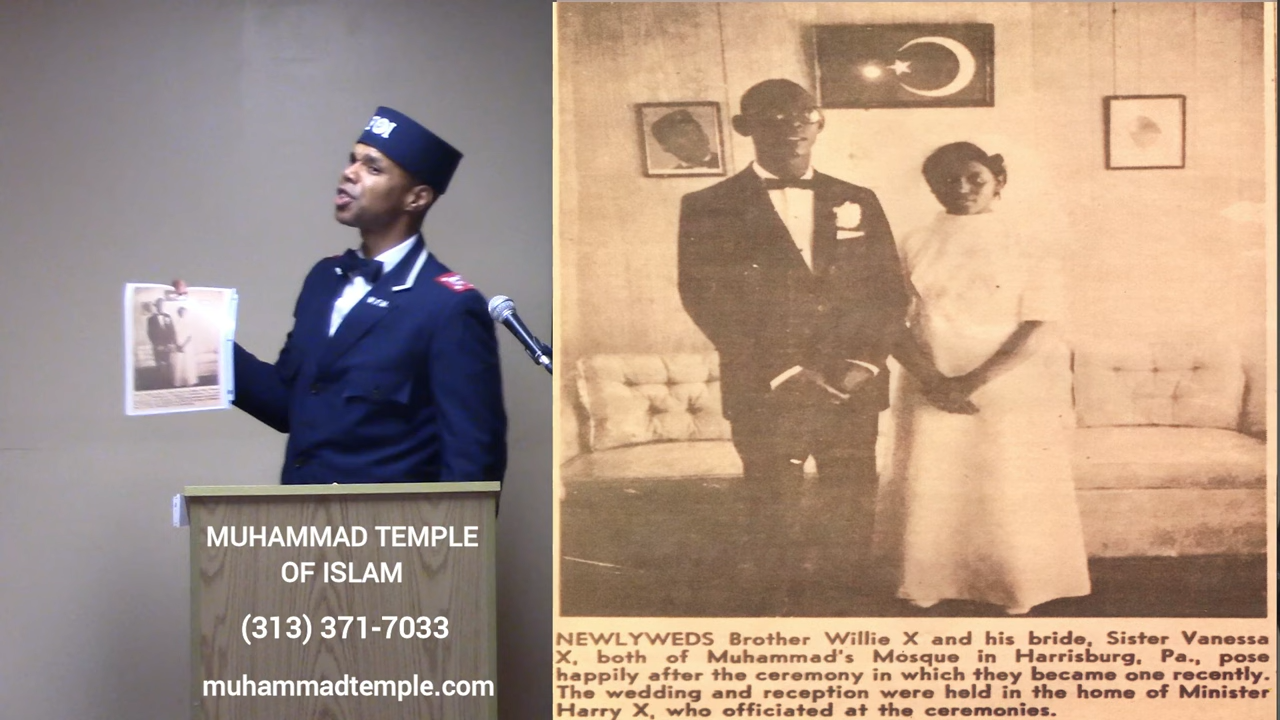 MUHAMMAD TEMPLE
OF ISLAM
(313) 371-7033
muhammadtemple.com
NEWLYWEDS Brother Willie X and his bride, Sister Vanessa
X, both of Muhammad's Mosque in Harrisburg, Pa., pose
happily after the ceremony in which they became one recently.
The wedding and reception were held in the home of Minister
Harry X, who officiated at the ceremonies.